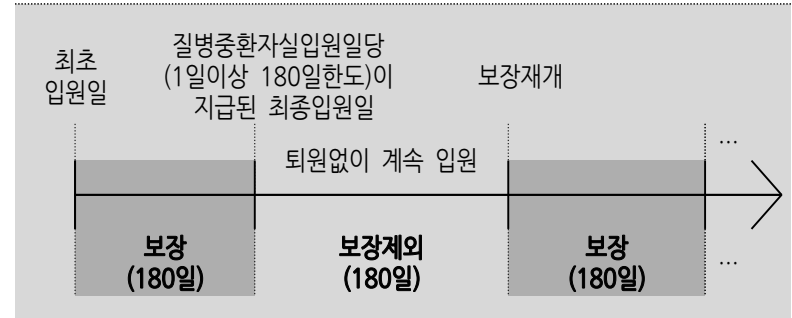 최초
입원일
질병중환자실입원일당
(1일이상 180일한도)이
지급된 최종입원일
보장재개
…
퇴원없이 계속 입원
보장
(180일)
보장제외
(180일)
보장
(180일)
…